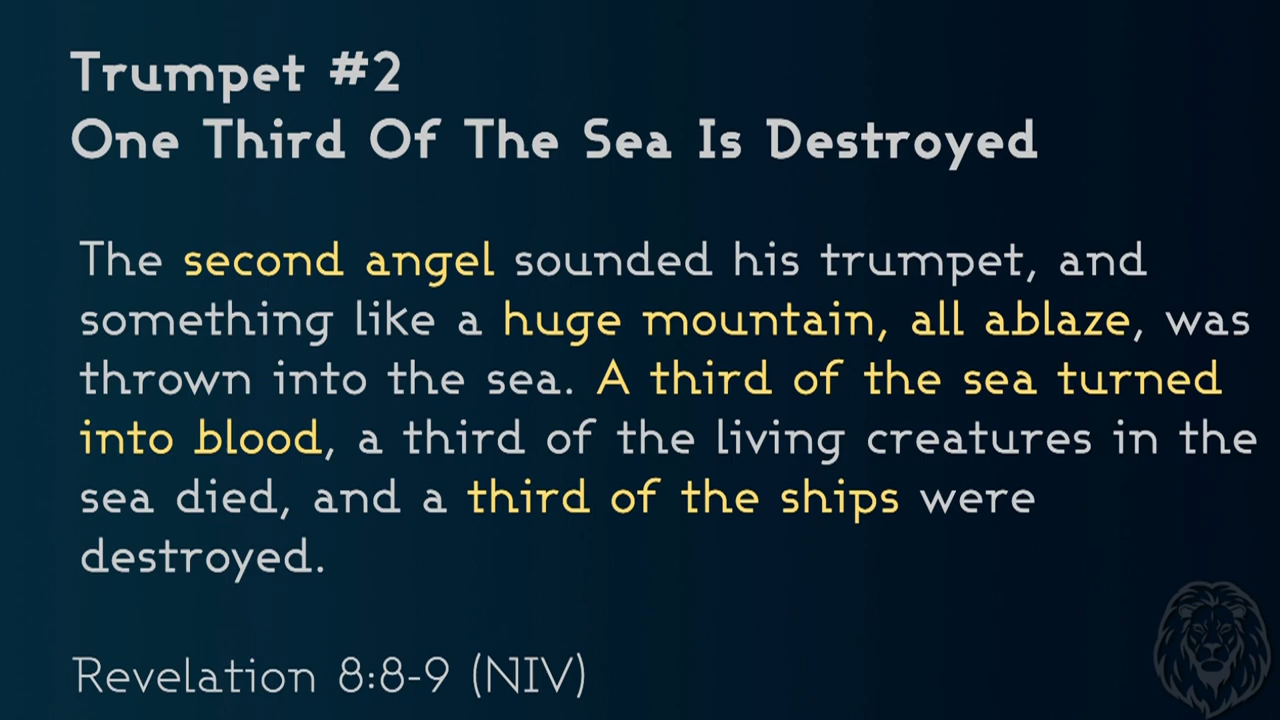 Trumpet #2
One Third Of The Sea Is Destroyed
The second angel sounded his trumpet, and
something like a huge mountain, all ablaze, was
thrown into the sea. A third of the sea turned
into blood, a third of the living creatures in the
sea died, and a third of the ships were
destroyed.
Revelation 8:8-9 (NIV)